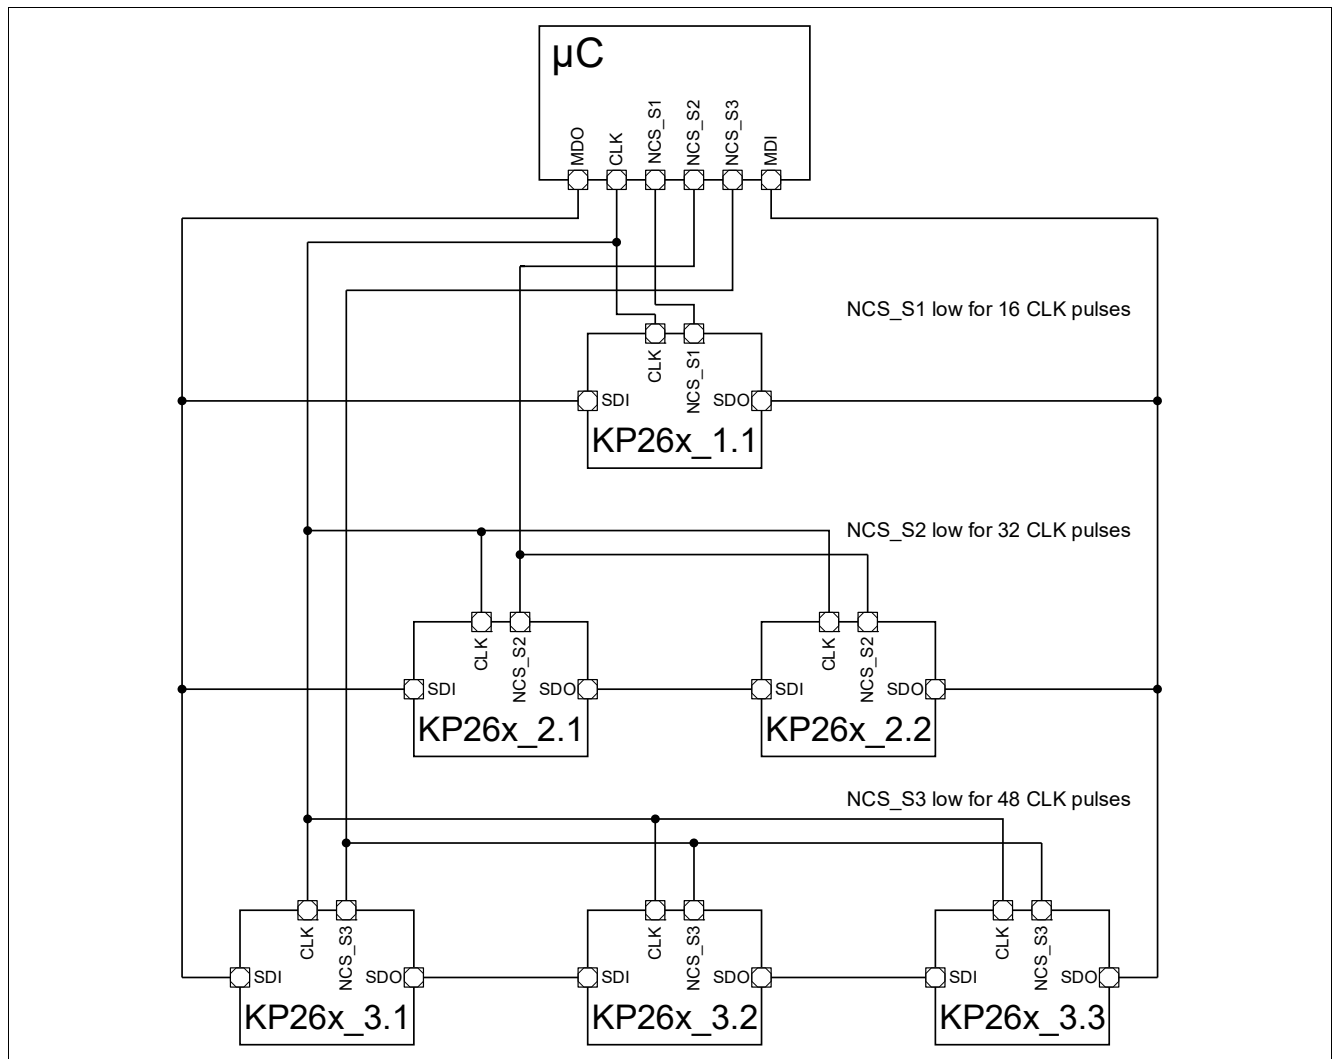 µC
MDO
CLK
NCS_S1
NCS_S2
NCS_S3
MDI
NCS_S1 low for 16 CLK pulses
CLK
NCS_S1
SDI
SDO
KP26x_1.1
NCS_S2 low for 32 CLK pulses
CLK
NCS_S2
SDI
SDO
KP26x_2.1
CLK
NCS_S2
SDI
SDO
KP26x_2.2
NCS_S3 low for 48 CLK pulses
CLK
NCS_S3
SDI
SDO
KP26x_3.1
CLK
NCS_S3
SDI
SDO
KP26x_3.2
CLK
NCS_S3
SDI
SDO
KP26x_3.3